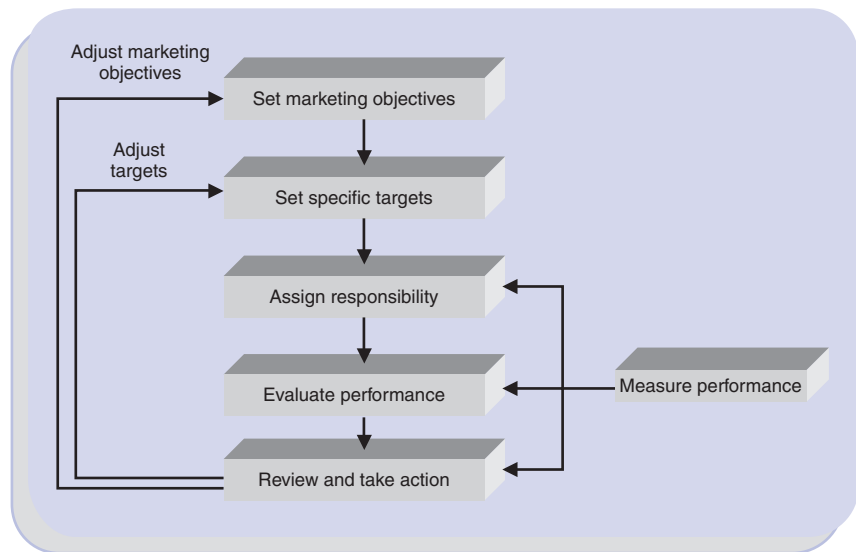 Adjust marketing
objectives
Set marketing objectives
Adjust
targets
Set specific targets
Assign responsibility
Evaluate performance
Measure performance
Review and take action